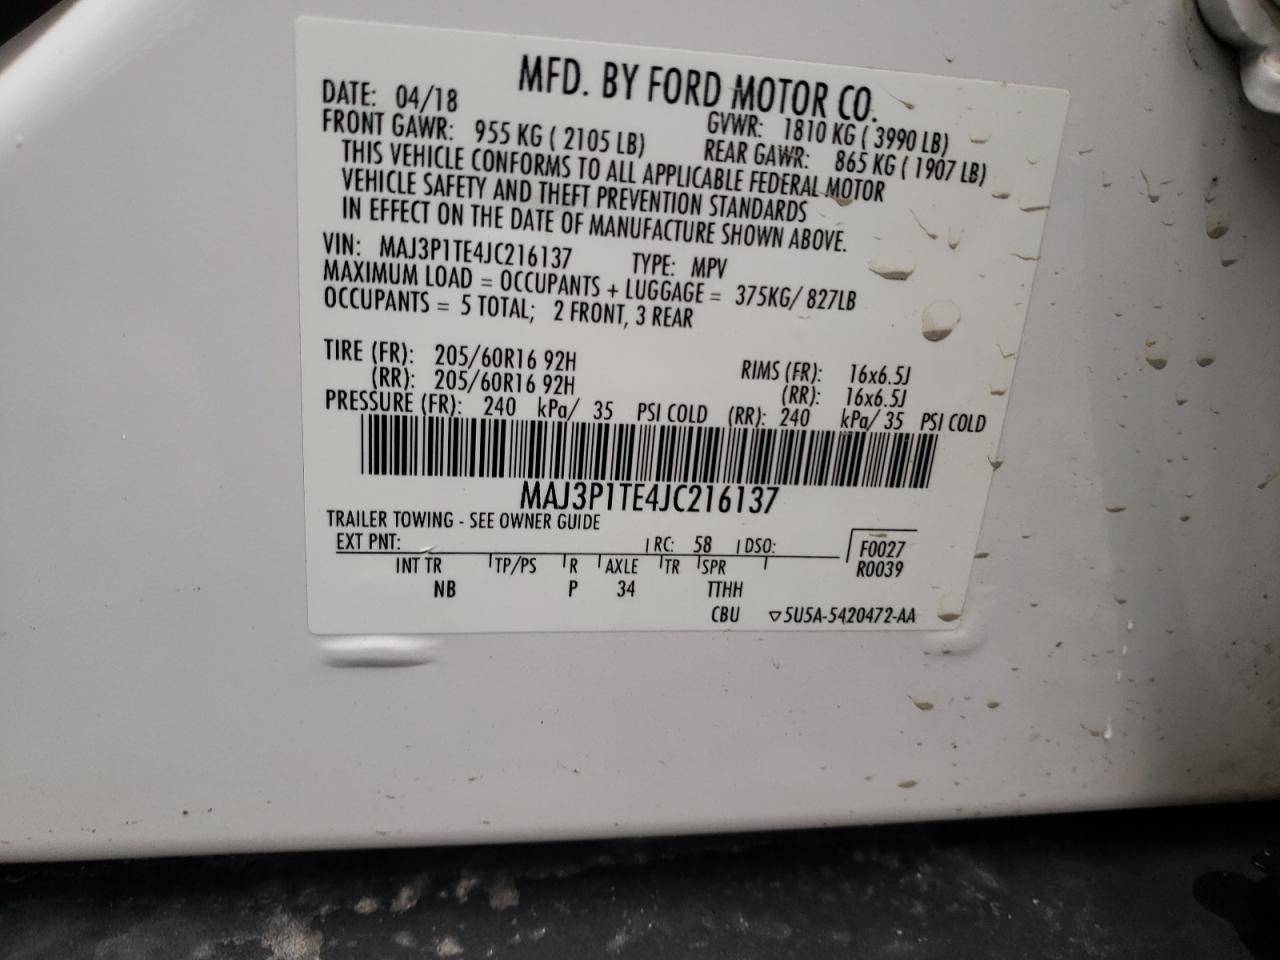 MFD. BY FORD MOTOR CO.
DATE: 04/18 GVWR: 1810 KG ( 3990 LB)
FRONT GAWR: 955 KG ( 2105 LB) REAR GAWR: 865 KG ( 1907 LB)
THIS VEHICLE CONFORMS TO ALL APPLICABLE FEDERAL MOTOR
VEHICLE SAFETY AND THEFT PREVENTION STANDARDS
IN EFFECT ON THE DATE OF MANUFACTURE SHOWN ABOVE.
VIN: MAJ3P1TE4JC216137 TYPE: MPV
MAXIMUM LOAD = OCCUPANTS + LUGGAGE = 375KG/ 827LB
OCCUPANTS = 5 TOTAL; 2 FRONT, 3 REAR
TIRE (FR): 205/60R16 92H RIMS (FR): 16x6.5J
(RR): 205/60R16 92H (RR): 16x6.5J
PRESSURE (FR): 240 kPa/ 35 PSI COLD (RR): 240 kPa/ 35 PSI COLD
MAJ3P1TE4JC216137
TRAILER TOWING - SEE OWNER GUIDE
EXT PNT: RC: 58 DSO: F0027
INT TR TP/PS R AXLE TR SPR R0039
NB P 34 TTHH
CBU ▽5U5A-5420472-AA